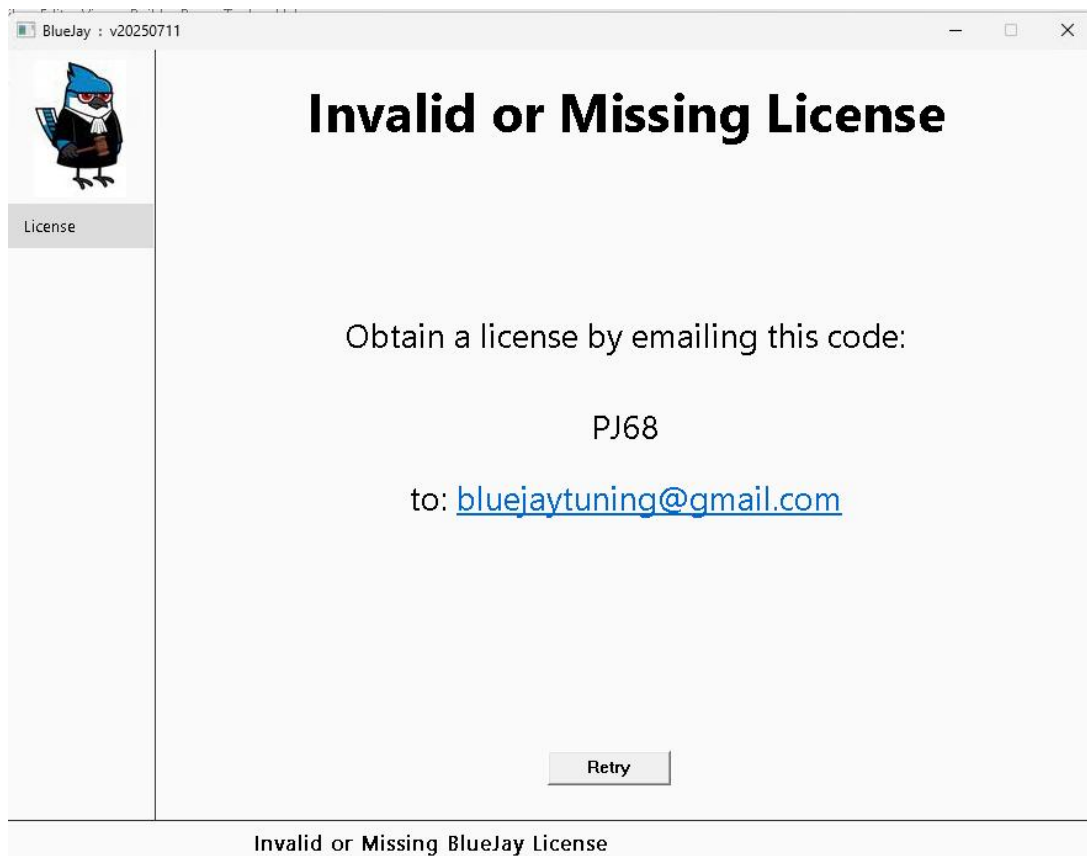 BlueJay : v20250711
Invalid or Missing License
License
Obtain a license by emailing this code:
PJ68
to: bluejaytuning@gmail.com
Retry
Invalid or Missing BlueJay License